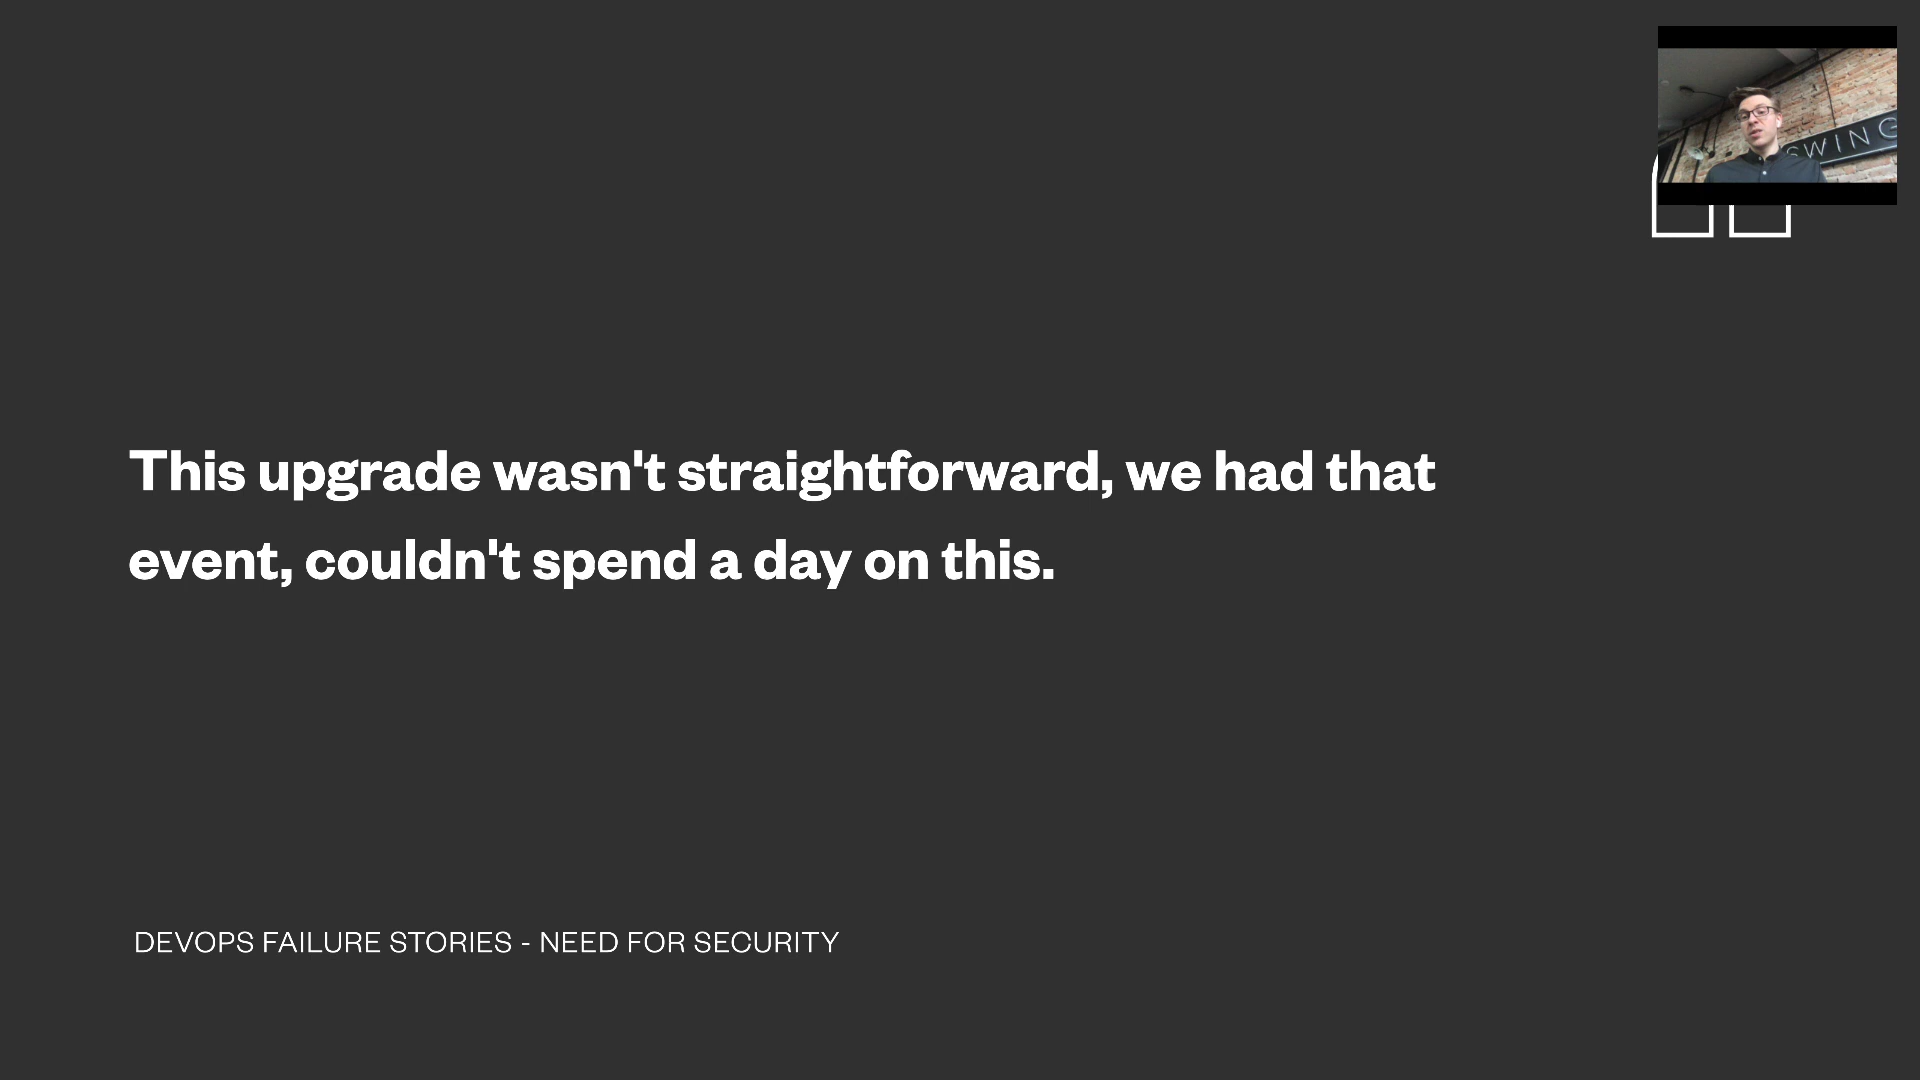 SWING
This upgrade wasn't straightforward, we had that
event, couldn't spend a day on this.
DEVOPS FAILURE STORIES - NEED FOR SECURITY